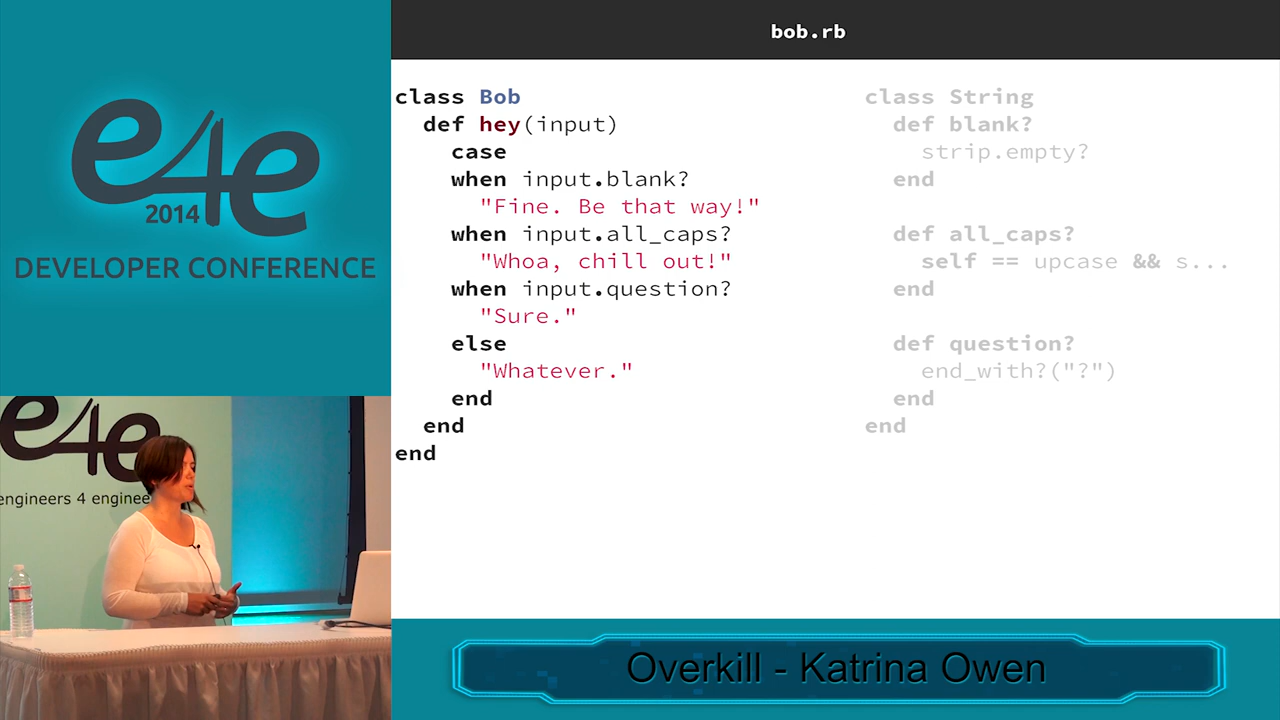 e4e
2014
DEVELOPER CONFERENCE
bob.rb
class Bob
  def hey(input)
    case
    when input.blank?
      "Fine. Be that way!"
    when input.all_caps?
      "Whoa, chill out!"
    when input.question?
      "Sure."
    else
      "Whatever."
    end
  end
end
class String
  def blank?
    strip.empty?
  end
  def all_caps?
    self == upcase && s...
  end
  def question?
    end_with?("?")
  end
end
e4e
engineers 4 enginee
Overkill - Katrina Owen